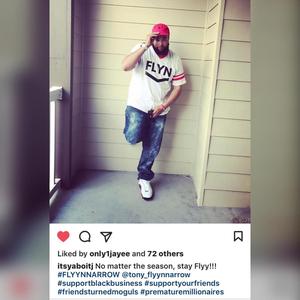 FLYN
Liked by only1jayee and 72 others
itsyaboitj No matter the season, stay Flyy!!!
#FLYYNNARROW @tony_flyynnarrow
#supportblackbusiness #supportyourfriends
#friendsturnedmoguls #prematuremillionaires